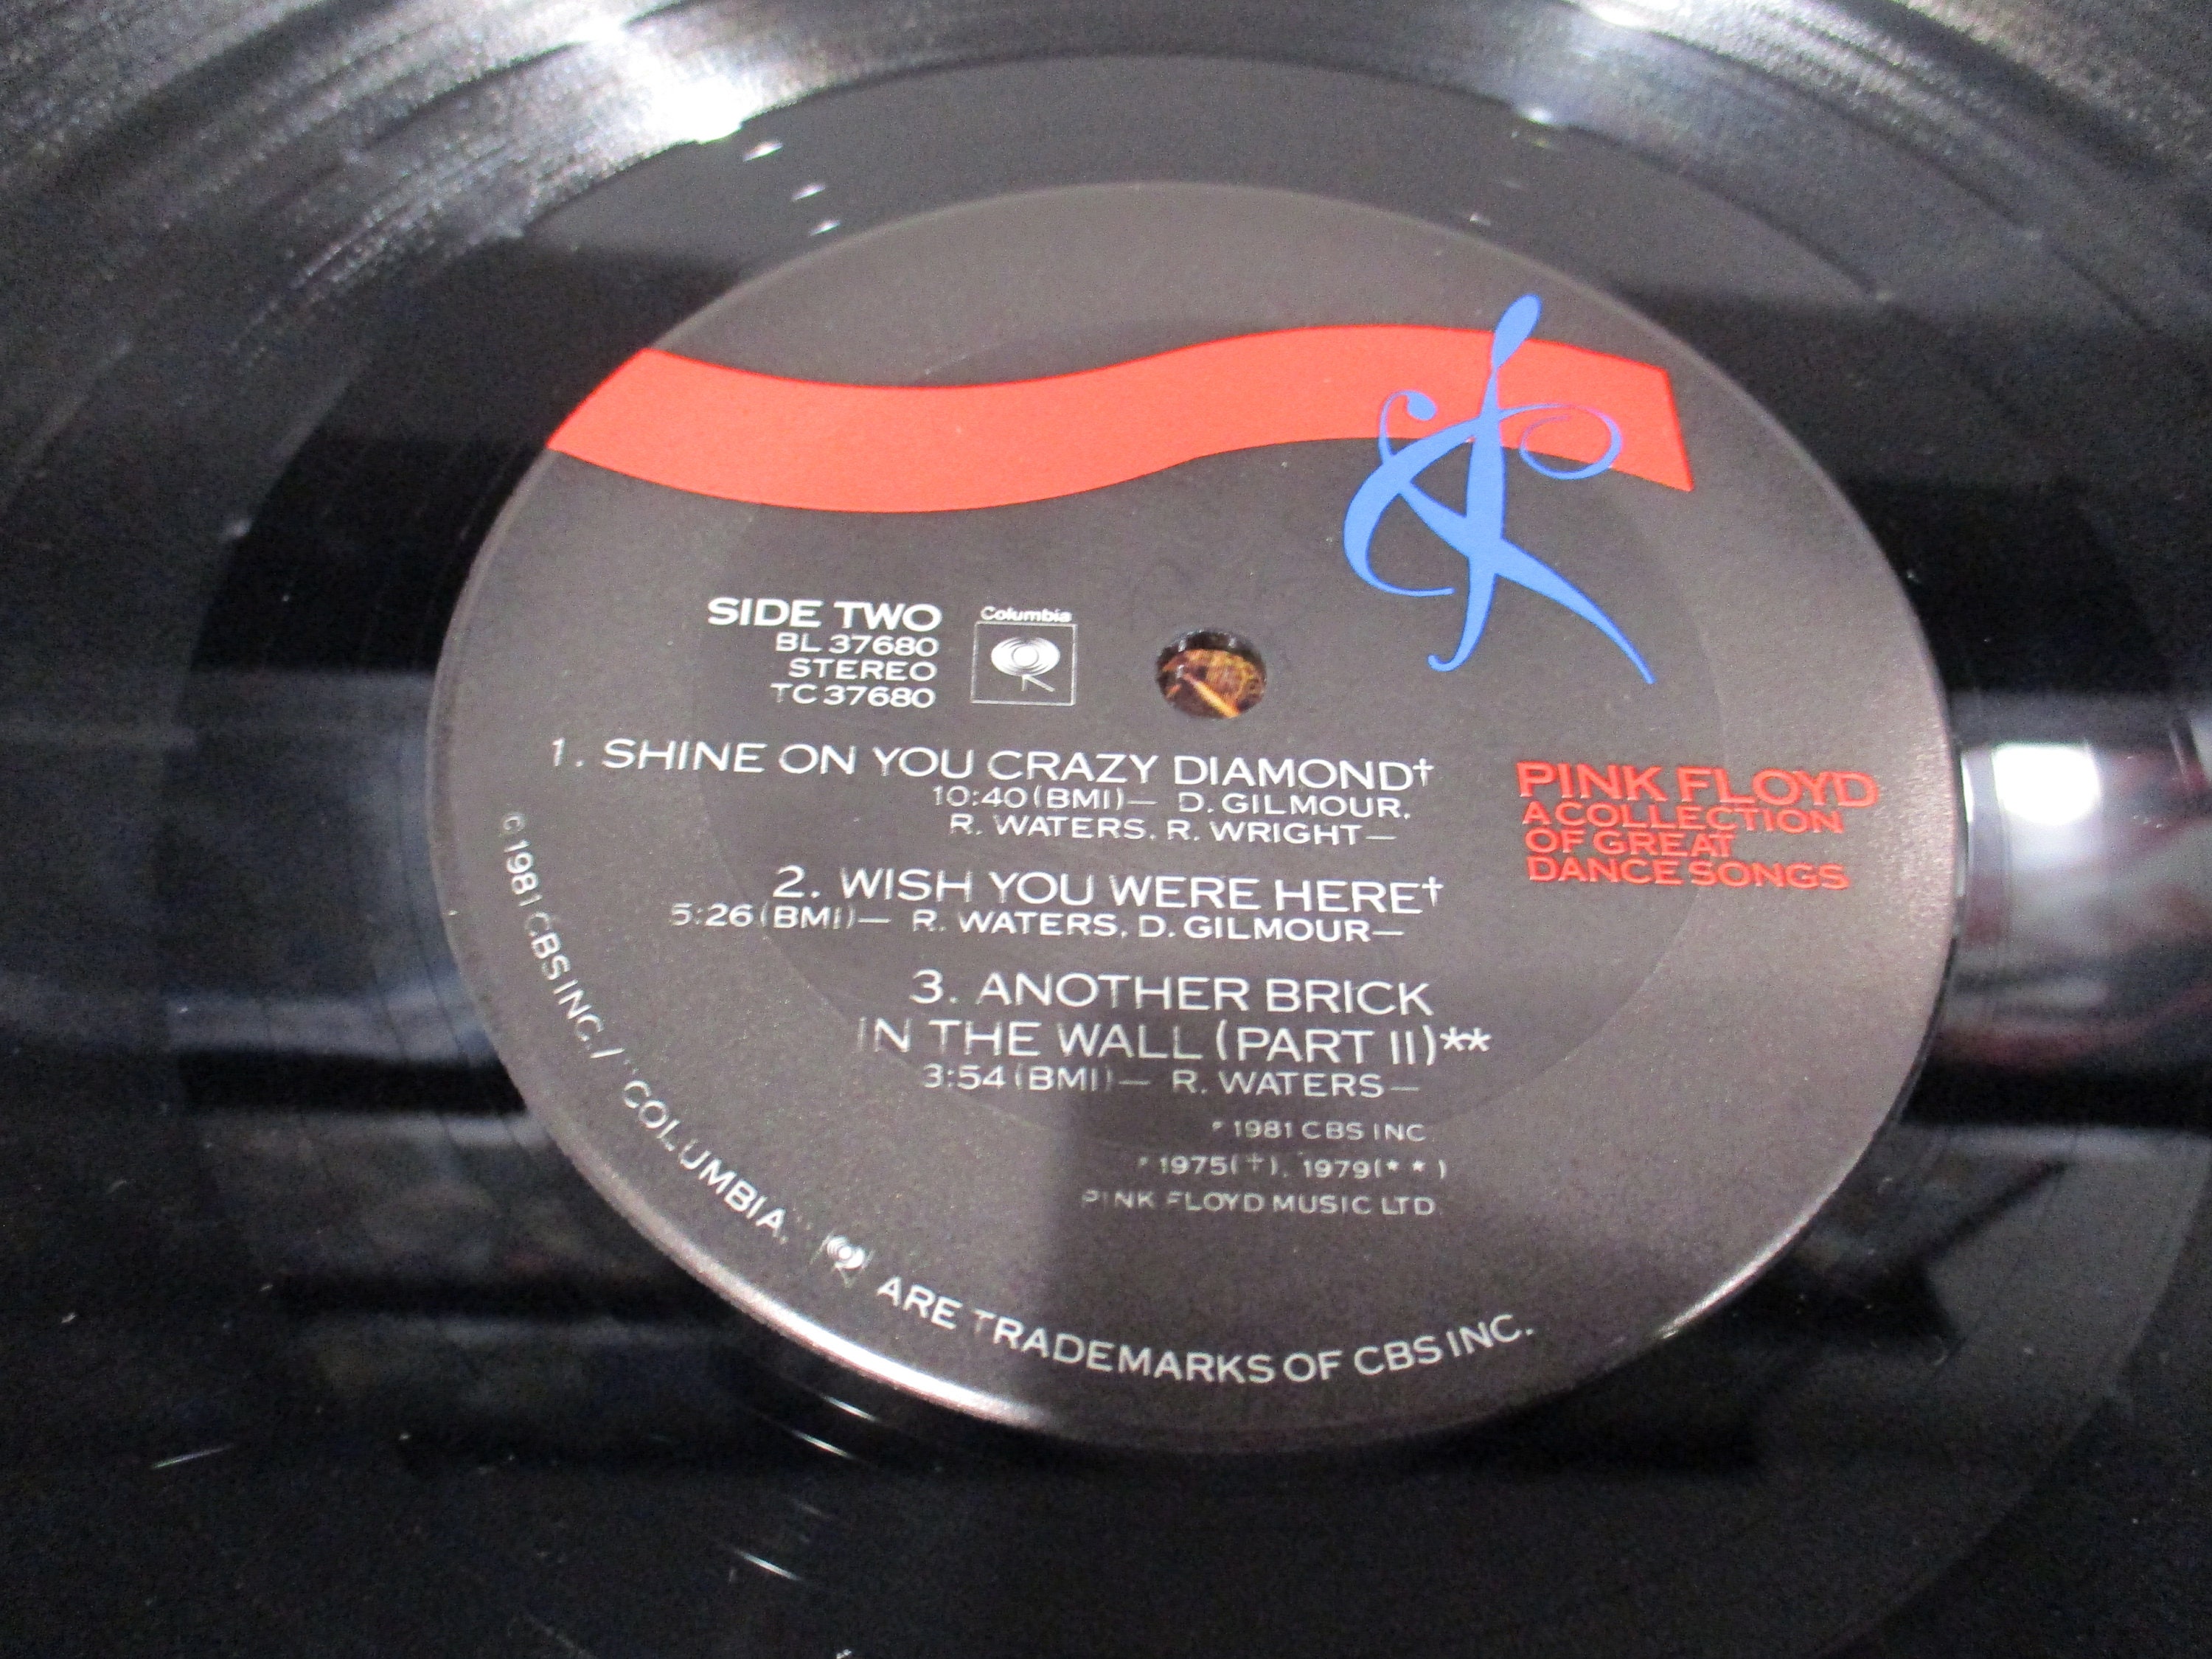 SIDE TWO
BL 37680
STEREO
TC 37680
Columbia
1. SHINE ON YOU CRAZY DIAMOND†
10:40 (BMI)— D. GILMOUR,
R. WATERS, R. WRIGHT—
2. WISH YOU WERE HERE†
5:26 (BMI)— R. WATERS, D. GILMOUR—
3. ANOTHER BRICK
IN THE WALL (PART II)**
3:54 (BMI)— R. WATERS—
℗ 1981 CBS INC.
℗ 1975(†), 1979(**)
PINK FLOYD MUSIC LTD.
PINK FLOYD
A COLLECTION
OF GREAT
DANCE SONGS
© 1981 CBS INC./ "COLUMBIA," ARE TRADEMARKS OF CBS INC.